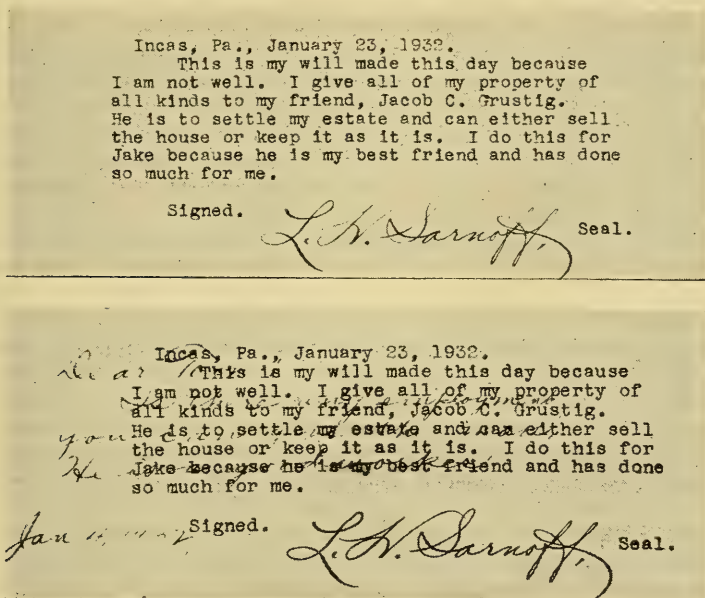 Incas, Pa., January 23, 1932.
This is my will made this day because
I am not well. I give all of my property of
all kinds to my friend, Jacob C. Grustig.
He is to settle my estate and can either sell
the house or keep it as it is. I do this for
Jake because he is my best friend and has done
so much for me.
Signed. L. W. Sarnoff, Seal.
Incas, Pa., January 23, 1932.
Dear
This is my will made this day because
I am not well. I give all of my property of
employment
all kinds to my friend, Jacob C. Grustig.
you
He is to settle my estate and can either sell
the house or keep it as it is. I do this for
He is
Jake because he is my best friend and has done
so much for me.
Jan
Signed. L. W. Sarnoff, Seal.